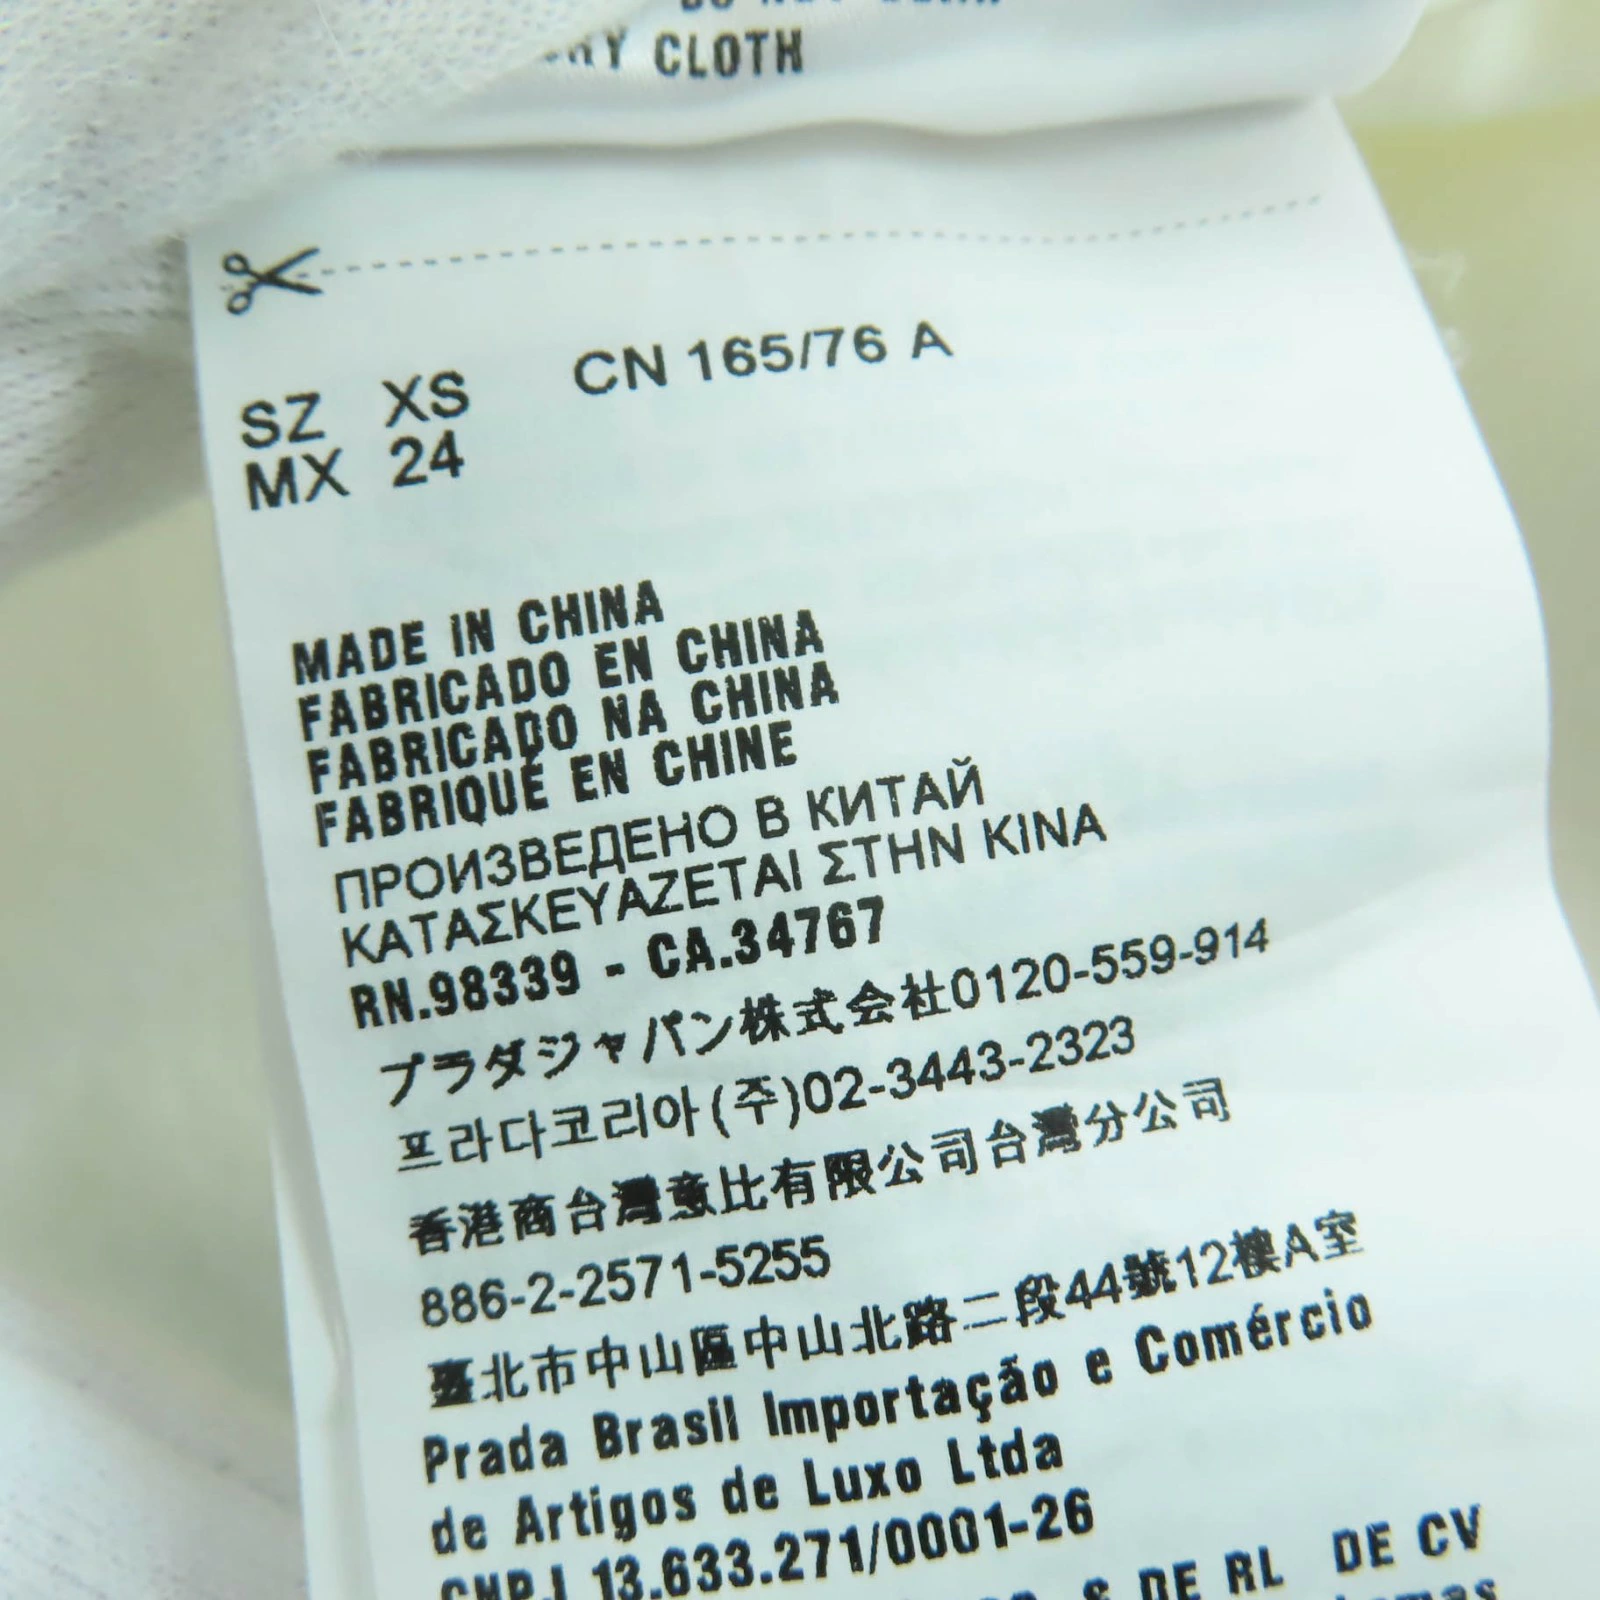 CLOTH
CN 165/76 A
SZ XS
MX 24
MADE IN CHINA
FABRICADO EN CHINA
FABRICADO NA CHINA
FABRIQUÉ EN CHINE
ПРОИЗВЕДЕНО В КИТАЙ
ΚΑΤΑΣΚΕΥΑΖΕΤΑΙ ΣΤΗΝ ΚΙΝΑ
RN.98339 - CA.34767
プラダジャパン株式会社0120-559-914
프라다코리아(주)02-3443-2323
香港商台灣意比有限公司台灣分公司
886-2-2571-5255
臺北市中山區中山北路二段44號12樓A室
Prada Brasil Importação e Comércio
de Artigos de Luxo Ltda
CNPJ 13.633.271/0001-26
S DE RL DE CV